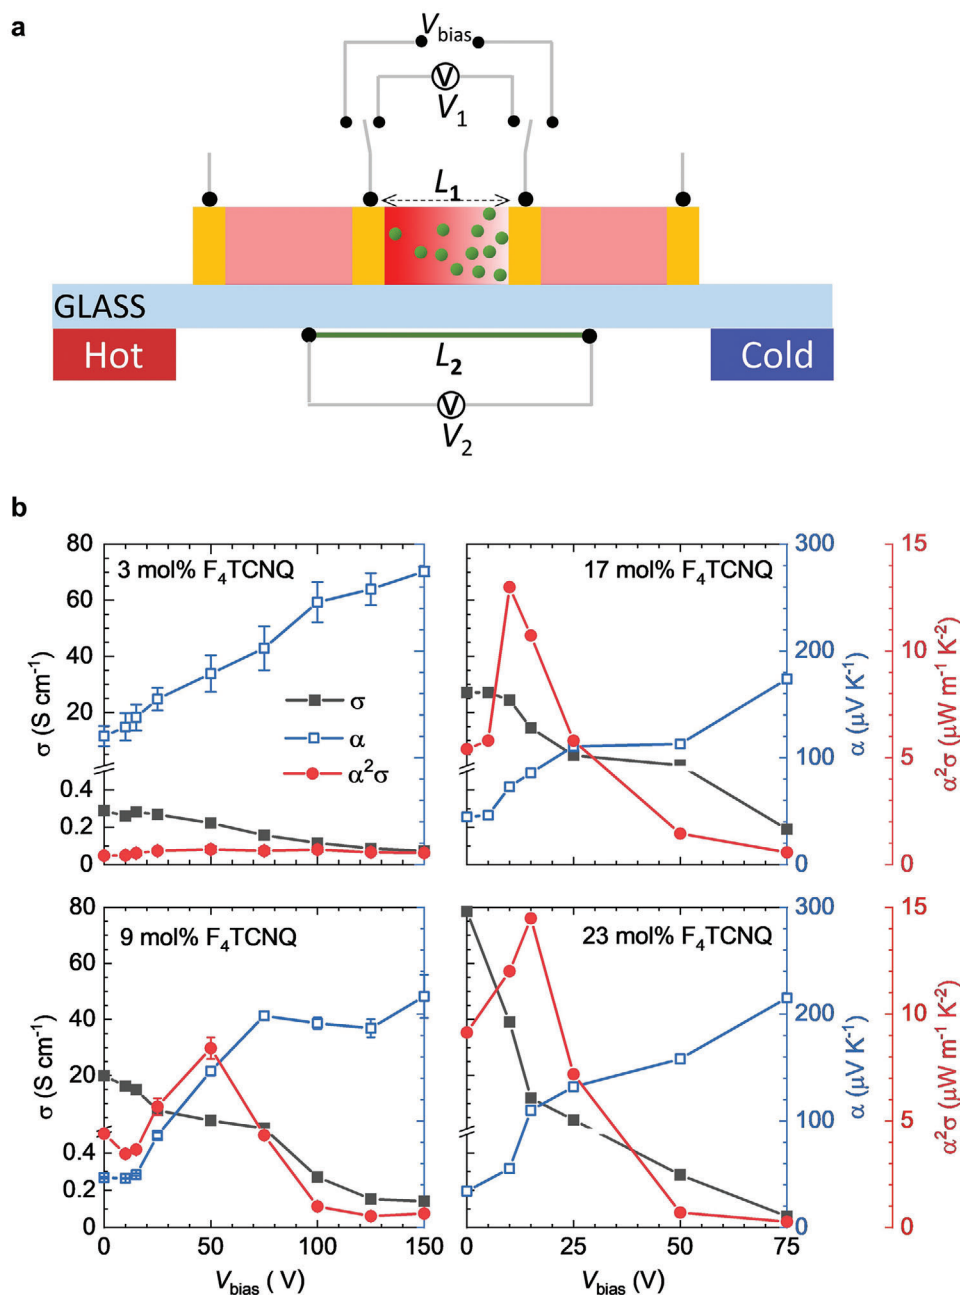 a
V_bias
V
V_1
L_1
GLASS
Hot
L_2
Cold
V
V_2
b
80
60
40
20
0.4
0.2
0
σ (S cm⁻¹)
3 mol% F₄TCNQ
σ
α
α²σ
17 mol% F₄TCNQ
300
200
100
0
α (μV K⁻¹)
15
10
5
0
α²σ (μW m⁻¹ K⁻²)
80
60
40
20
0.4
0.2
0
σ (S cm⁻¹)
9 mol% F₄TCNQ
0
50
100
150
V_bias ( V)
23 mol% F₄TCNQ
0
25
50
75
V_bias (V)
300
200
100
0
α (μV K⁻¹)
15
10
5
0
α²σ (μW m⁻¹ K⁻²)